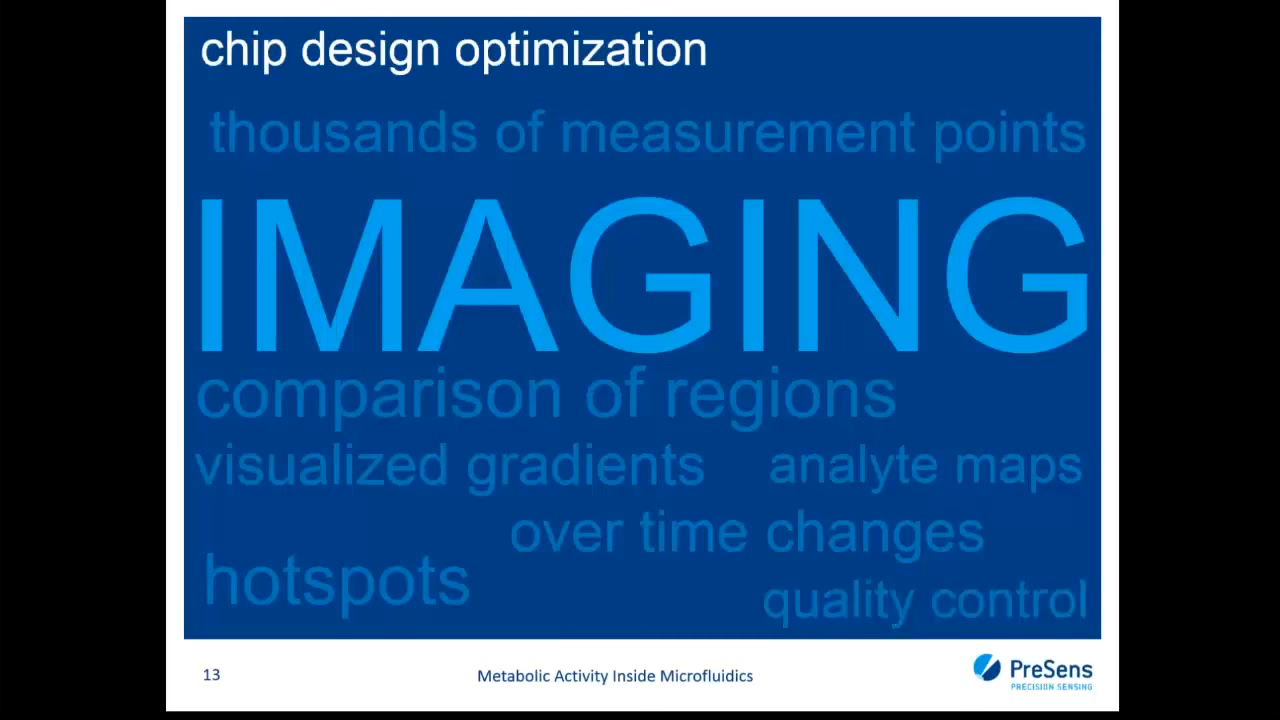 chip design optimization
thousands of measurement points
IMAGING
comparison of regions
visualized gradients analyte maps
over time changes
hotspots
quality control
13 Metabolic Activity Inside Microfluidics PreSens
PRECISION SENSING